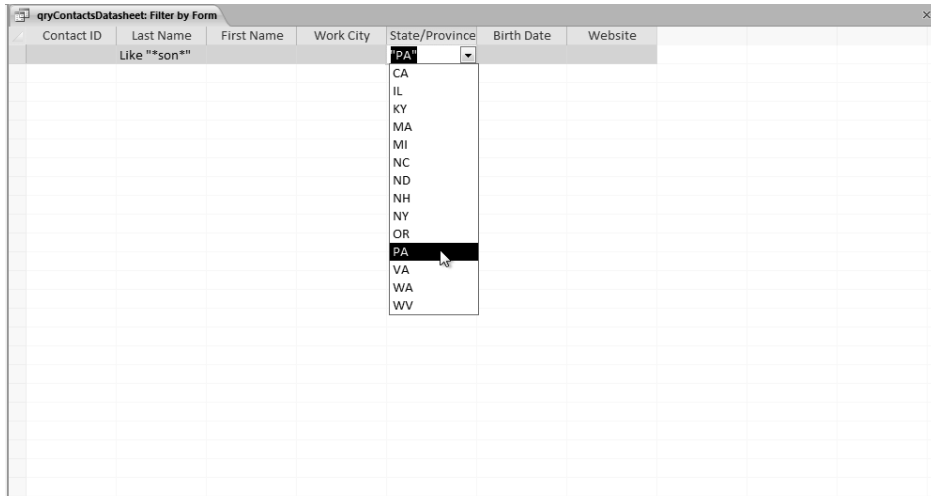 qryContactsDatasheet: Filter by Form
Contact ID Last Name First Name Work City State/Province Birth Date Website
Like "*son*" "PA"
CA
IL
KY
MA
MI
NC
ND
NH
NY
OR
PA
VA
WA
WV